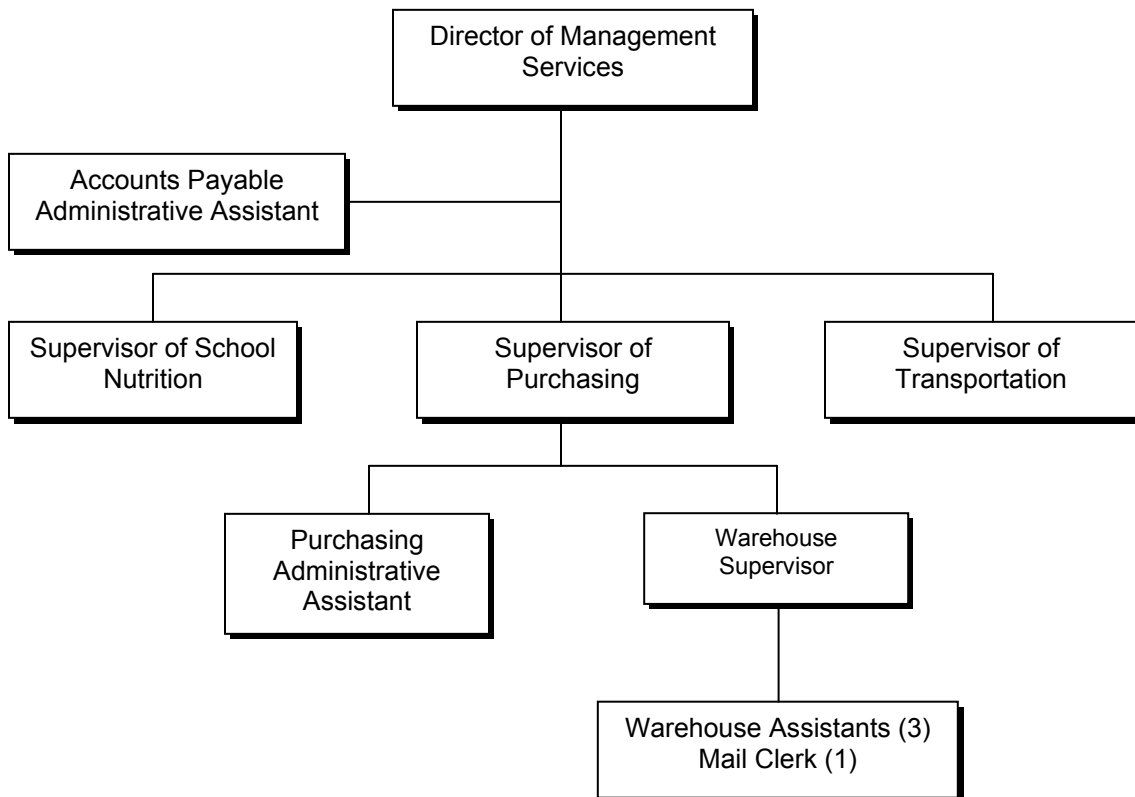 Director of Management
Services
Accounts Payable
Administrative Assistant
Supervisor of School
Nutrition
Supervisor of
Purchasing
Supervisor of
Transportation
Purchasing
Administrative
Assistant
Warehouse
Supervisor
Warehouse Assistants (3)
Mail Clerk (1)